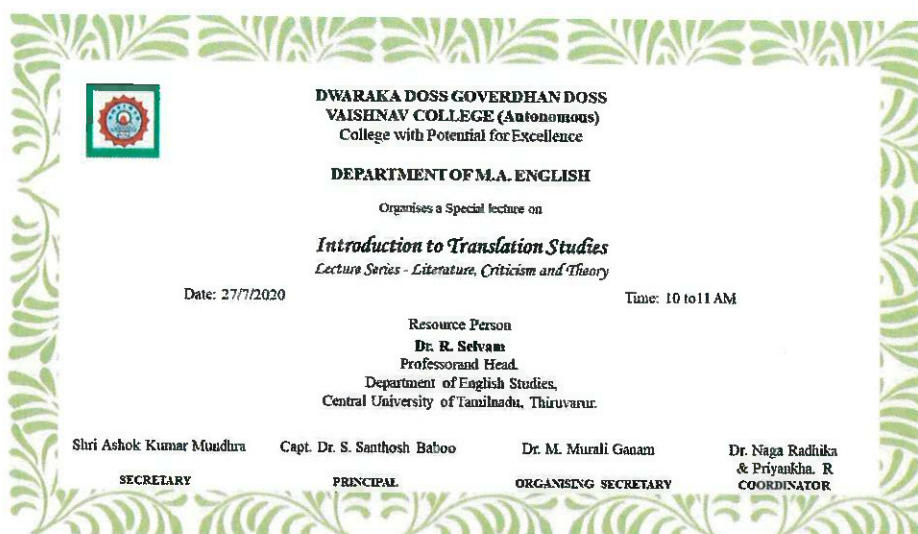 DWARAKA DOSS GOVERDHAN DOSS
VAISHNAV COLLEGE (Autonomous)
College with Potential for Excellence
DEPARTMENT OF M.A. ENGLISH
Organises a Special lecture on
Introduction to Translation Studies
Lecture Series - Literature, Criticism and Theory
Date: 27/7/2020
Time: 10 to11 AM
Resource Person
Dr. R. Selvam
Professorand Head.
Department of English Studies,
Central University of Tamilnadu, Thiruvarur.
Shri Ashok Kumar Mundhra
Capt. Dr. S. Santhosh Baboo
Dr. M. Murali Ganam
Dr. Naga Radhika
& Priyankha. R
SECRETARY
PRINCIPAL
ORGANISING SECRETARY
COORDINATOR